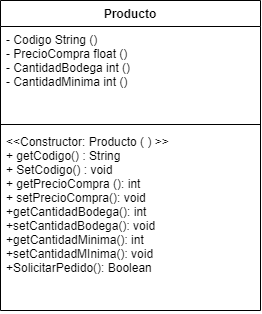 Producto
- Codigo String ()
- PrecioCompra float ()
- CantidadBodega int ()
- CantidadMinima int ()
<<Constructor: Producto ( ) >>
+ getCodigo() : String
+ SetCodigo() : void
+ getPrecioCompra (): int
+ setPrecioCompra(): void
+getCantidadBodega(): int
+setCantidadBodega(): void
+getCantidadMinima(): int
+setCantidadMInima(): void
+SolicitarPedido(): Boolean